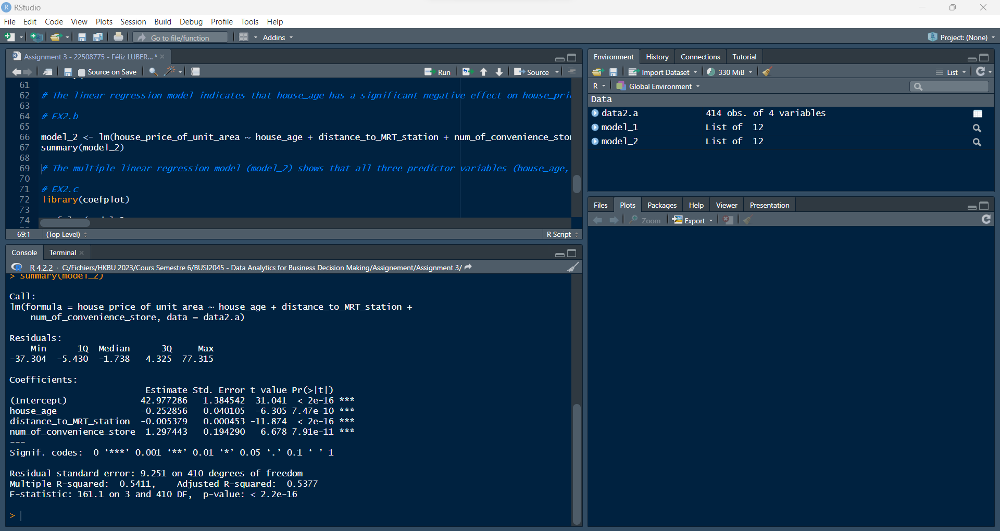 RStudio
File Edit Code View Plots Session Build Debug Profile Tools Help
Go to file/function Addins Project: (None)
Assignment 3 - 22508775 - Féliz LUBER... *
Source on Save Run Source
61
62 # The linear regression model indicates that house_age has a significant negative effect on house_pri
63
64 # EX2.b
65
66 model_2 <- lm(house_price_of_unit_area ~ house_age + distance_to_MRT_station + num_of_convenience_stor
67 summary(model_2)
68
69 # The multiple linear regression model (model_2) shows that all three predictor variables (house_age,
70
71 # EX2.c
72 library(coefplot)
73
74
69:1 (Top Level) R Script
Console Terminal
R 4.2.2 · C:/Fichiers/HKBU 2023/Cours Semestre 6/BUSI2045 - Data Analytics for Business Decision Making/Assignement/Assignment 3/
> summary(model_2)
Call:
lm(formula = house_price_of_unit_area ~ house_age + distance_to_MRT_station +
num_of_convenience_store, data = data2.a)
Residuals:
Min 1Q Median 3Q Max
-37.304 -5.430 -1.738 4.325 77.315
Coefficients:
Estimate Std. Error t value Pr(>|t|)
(Intercept) 42.977286 1.384542 31.041 < 2e-16 ***
house_age -0.252856 0.040105 -6.305 7.47e-10 ***
distance_to_MRT_station -0.005379 0.000453 -11.874 < 2e-16 ***
num_of_convenience_store 1.297443 0.194290 6.678 7.91e-11 ***
---
Signif. codes: 0 ‘***’ 0.001 ‘**’ 0.01 ‘*’ 0.05 ‘.’ 0.1 ‘ ’ 1
Residual standard error: 9.251 on 410 degrees of freedom
Multiple R-squared: 0.5411, Adjusted R-squared: 0.5377
F-statistic: 161.1 on 3 and 410 DF, p-value: < 2.2e-16
>
Environment History Connections Tutorial
Import Dataset 330 MiB List
R Global Environment
Data
data2.a 414 obs. of 4 variables
model_1 List of 12
model_2 List of 12
Files Plots Packages Help Viewer Presentation
Zoom Export